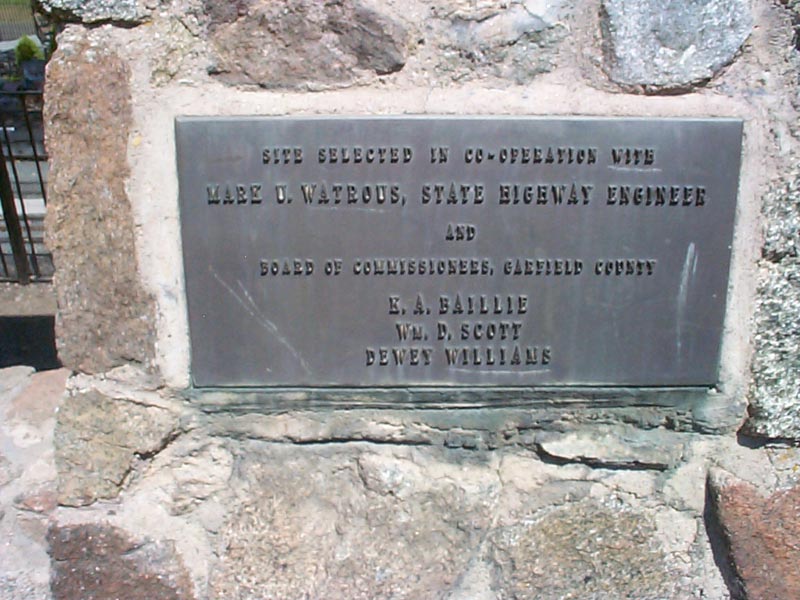 SITE SELECTED IN CO-OPERATION WITH
MARK U. WATROUS, STATE HIGHWAY ENGINEER
AND
BOARD OF COMMISSIONERS, GARFIELD COUNTY
K. A. BAILLIE
WM. D. SCOTT
DEWEY WILLIAMS